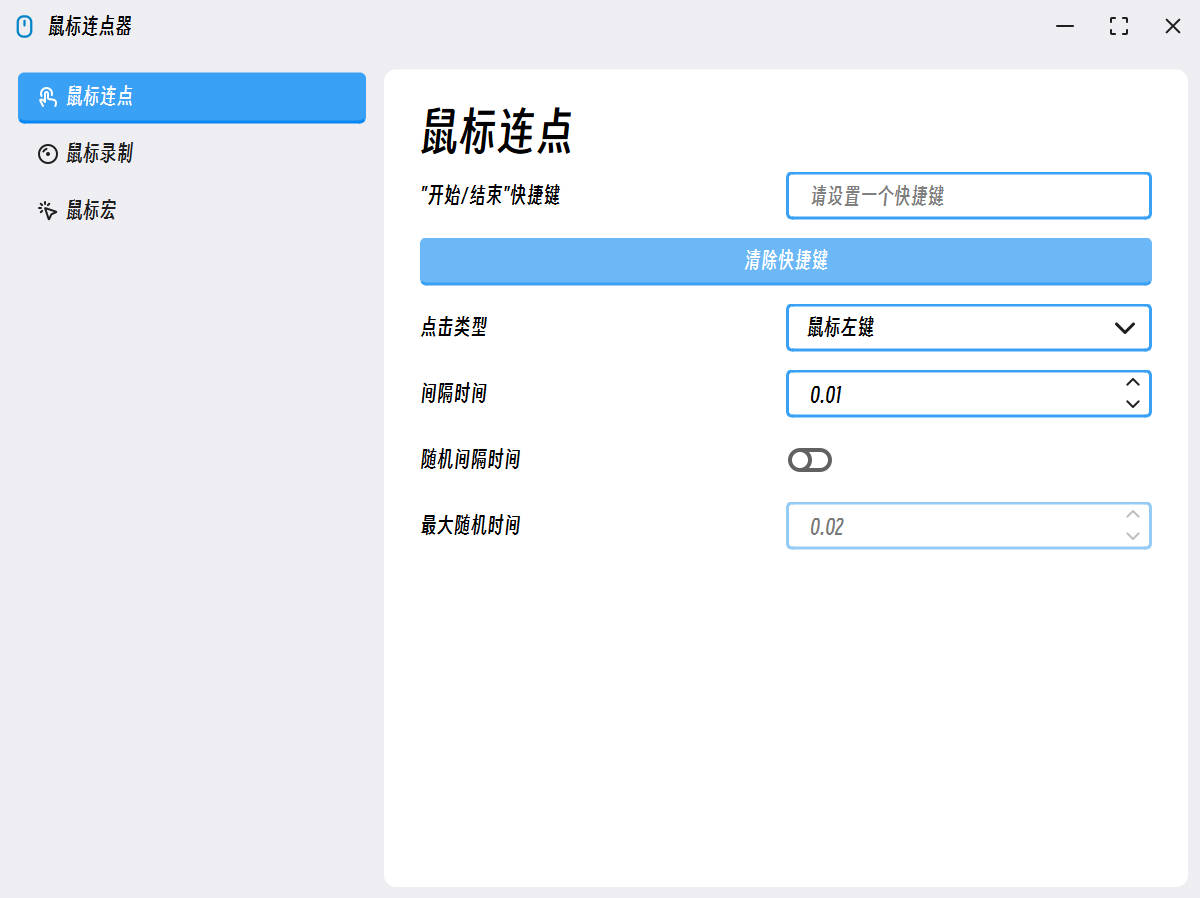 鼠标连点器
鼠标连点
鼠标录制
鼠标宏
鼠标连点
"开始/结束"快捷键
请设置一个快捷键
清除快捷键
点击类型
鼠标左键
间隔时间
0.01
随机间隔时间
最大随机时间
0.02